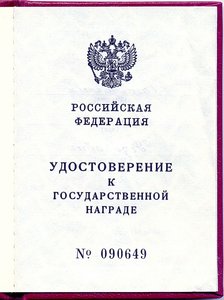 РОССИЙСКАЯ
ФЕДЕРАЦИЯ
УДОСТОВЕРЕНИЕ
К
ГОСУДАРСТВЕННОЙ
НАГРАДЕ
№ 090649